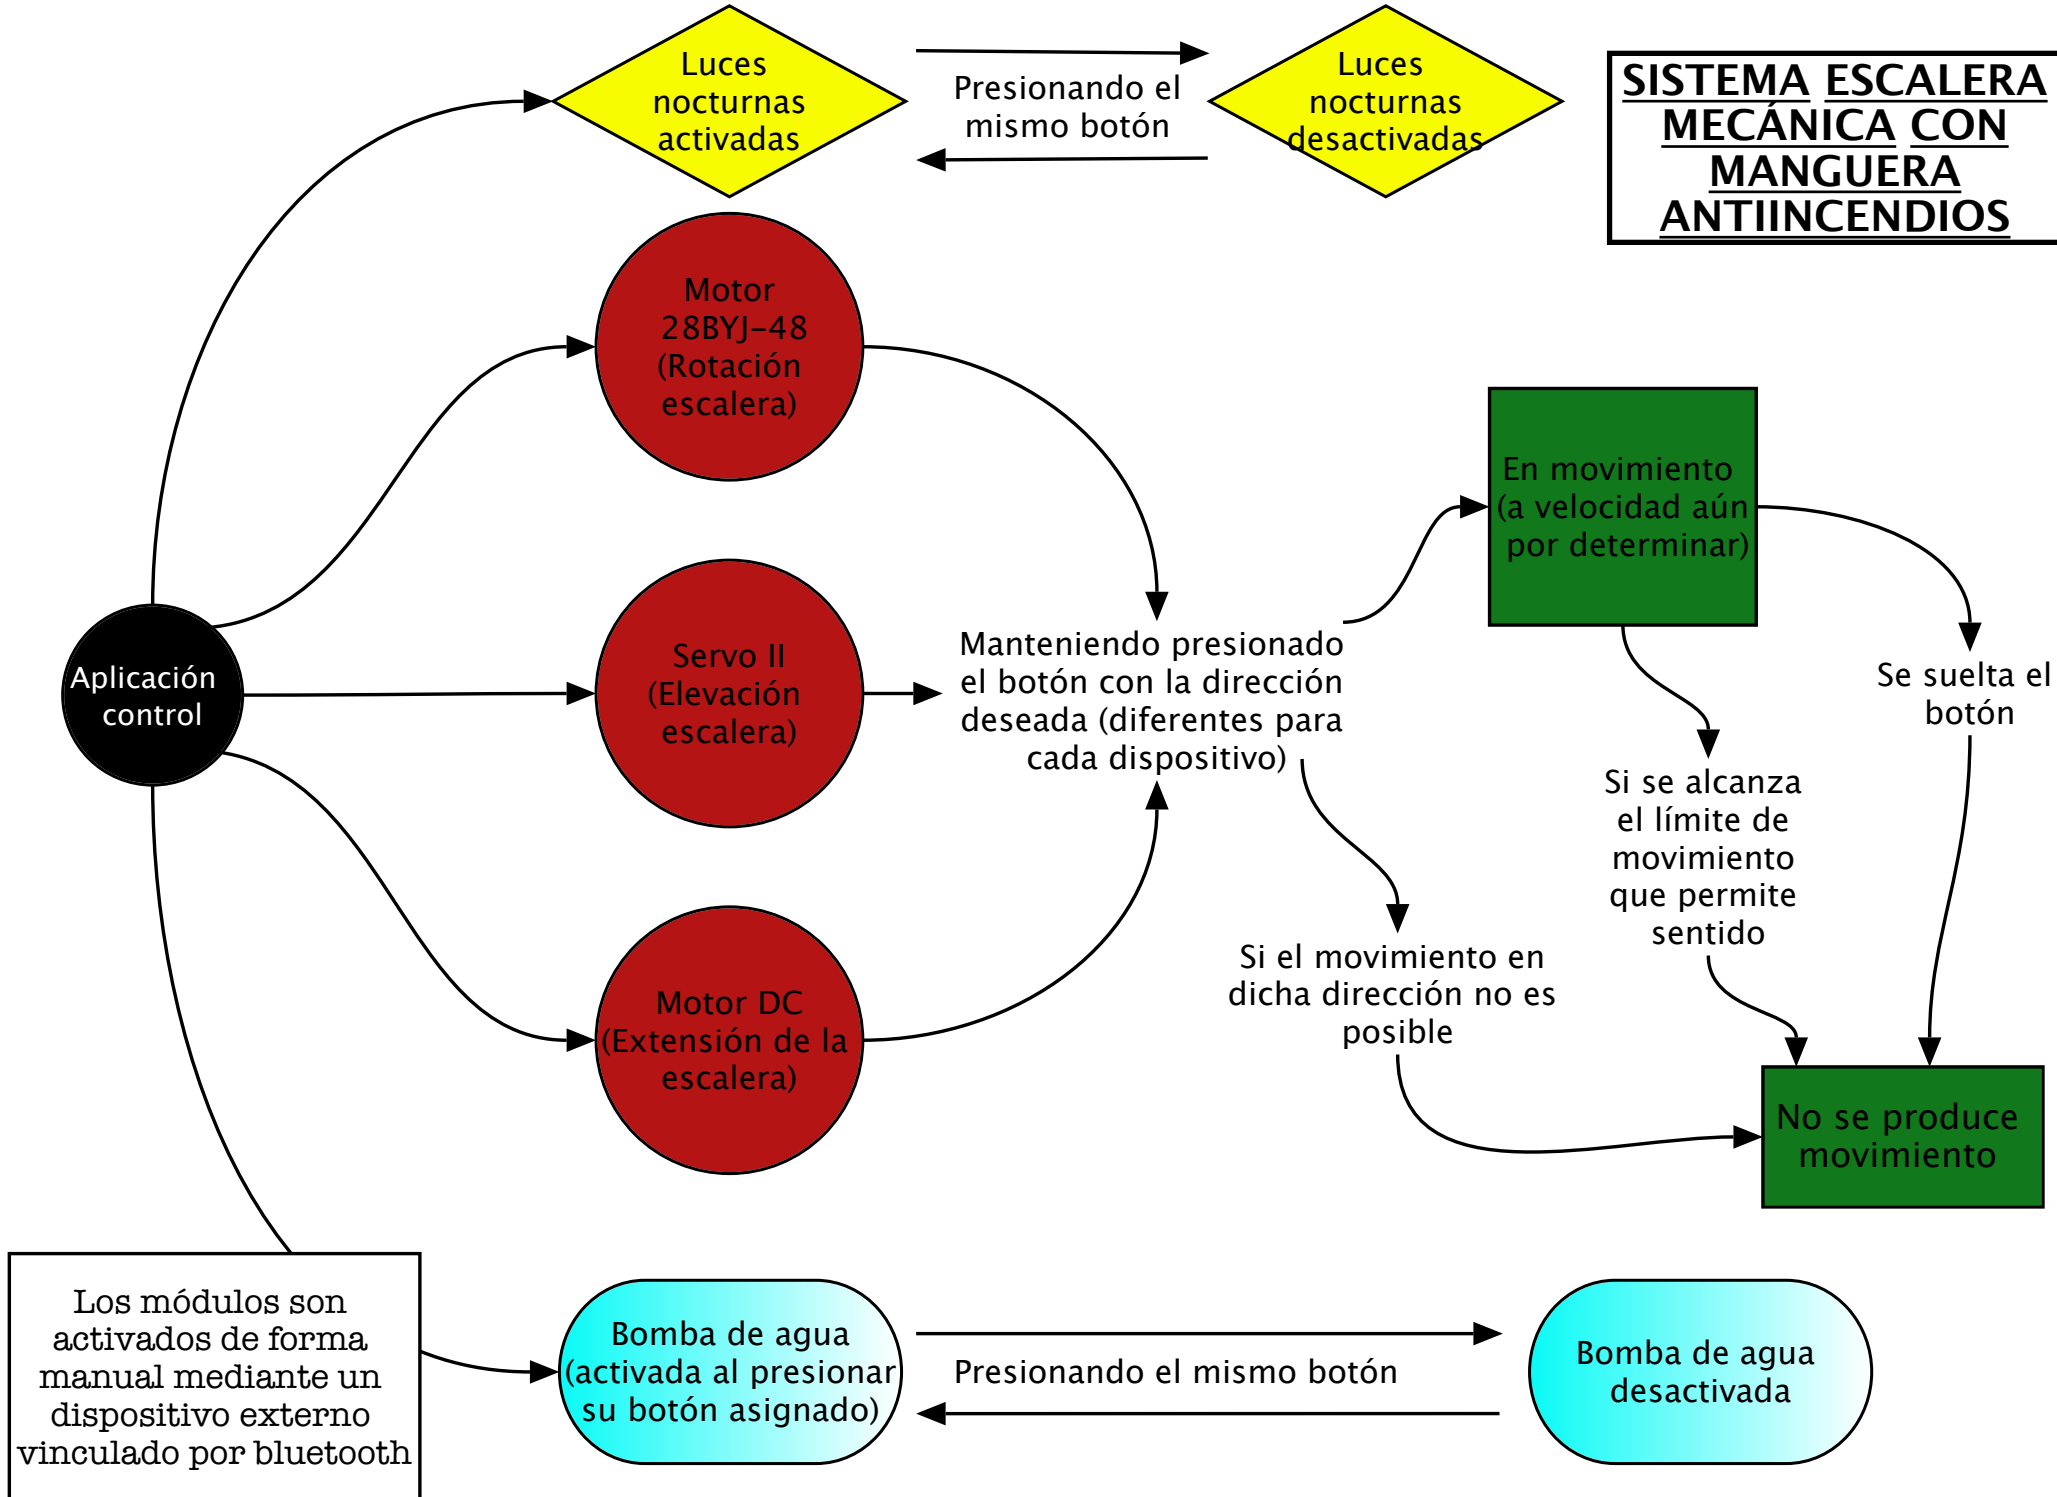 Luces
nocturnas
activadas
Presionando el
mismo botón
Luces
nocturnas
desactivadas
SISTEMA ESCALERA
MECÁNICA CON
MANGUERA
ANTIINCENDIOS
Motor
28BYJ-48
(Rotación
escalera)
En movimiento
(a velocidad aún
por determinar)
Aplicación
control
Servo II
(Elevación
escalera)
Manteniendo presionado
el botón con la dirección
deseada (diferentes para
cada dispositivo)
Se suelta el
botón
Si se alcanza
el límite de
movimiento
que permite
sentido
Motor DC
(Extensión de la
escalera)
Si el movimiento en
dicha dirección no es
posible
No se produce
movimiento
Los módulos son
activados de forma
manual mediante un
dispositivo externo
vinculado por bluetooth
Bomba de agua
(activada al presionar
su botón asignado)
Presionando el mismo botón
Bomba de agua
desactivada